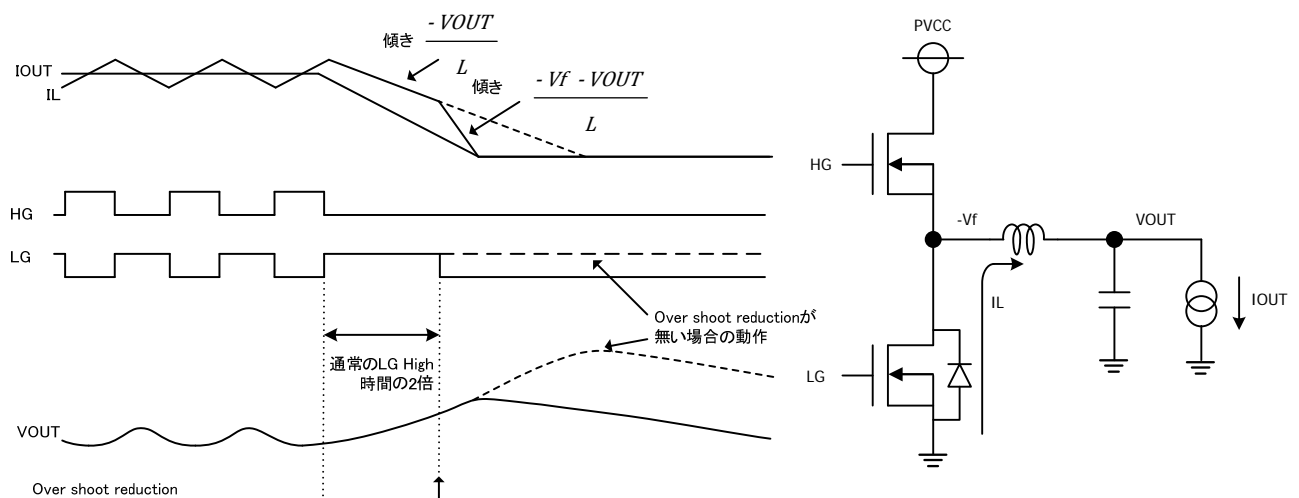 傾き
- VOUT
L
傾き
- Vf - VOUT
L
IOUT
IL
HG
LG
Over shoot reductionが
無い場合の動作
通常のLG High
時間の2倍
VOUT
Over shoot reduction
PVCC
HG
-Vf
VOUT
IL
IOUT
LG